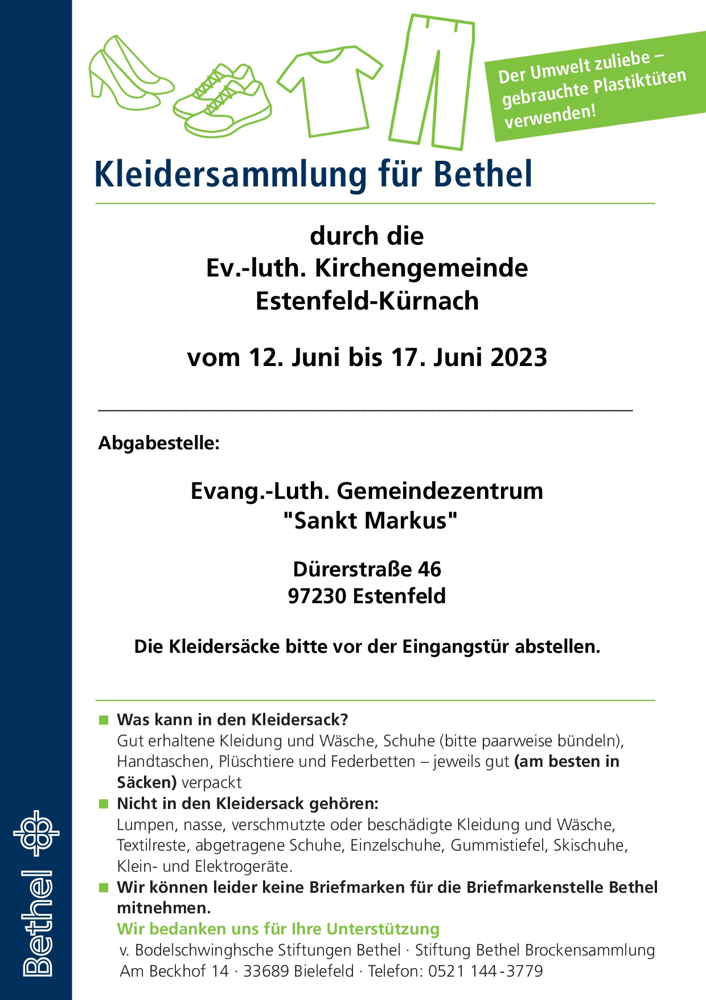 Der Umwelt zuliebe –
gebrauchte Plastiktüten
verwenden!
Kleidersammlung für Bethel
durch die
Ev.-luth. Kirchengemeinde
Estenfeld-Kürnach
vom 12. Juni bis 17. Juni 2023
Abgabestelle:
Evang.-Luth. Gemeindezentrum
"Sankt Markus"
Dürerstraße 46
97230 Estenfeld
Die Kleidersäcke bitte vor der Eingangstür abstellen.
Was kann in den Kleidersack?
Gut erhaltene Kleidung und Wäsche, Schuhe (bitte paarweise bündeln),
Handtaschen, Plüschtiere und Federbetten – jeweils gut (am besten in
Säcken) verpackt
Nicht in den Kleidersack gehören:
Lumpen, nasse, verschmutzte oder beschädigte Kleidung und Wäsche,
Textilreste, abgetragene Schuhe, Einzelschuhe, Gummistiefel, Skischuhe,
Klein- und Elektrogeräte.
Wir können leider keine Briefmarken für die Briefmarkenstelle Bethel
mitnehmen.
Wir bedanken uns für Ihre Unterstützung
v. Bodelschwinghsche Stiftungen Bethel · Stiftung Bethel Brockensammlung
Am Beckhof 14 · 33689 Bielefeld · Telefon: 0521 144-3779
Bethel